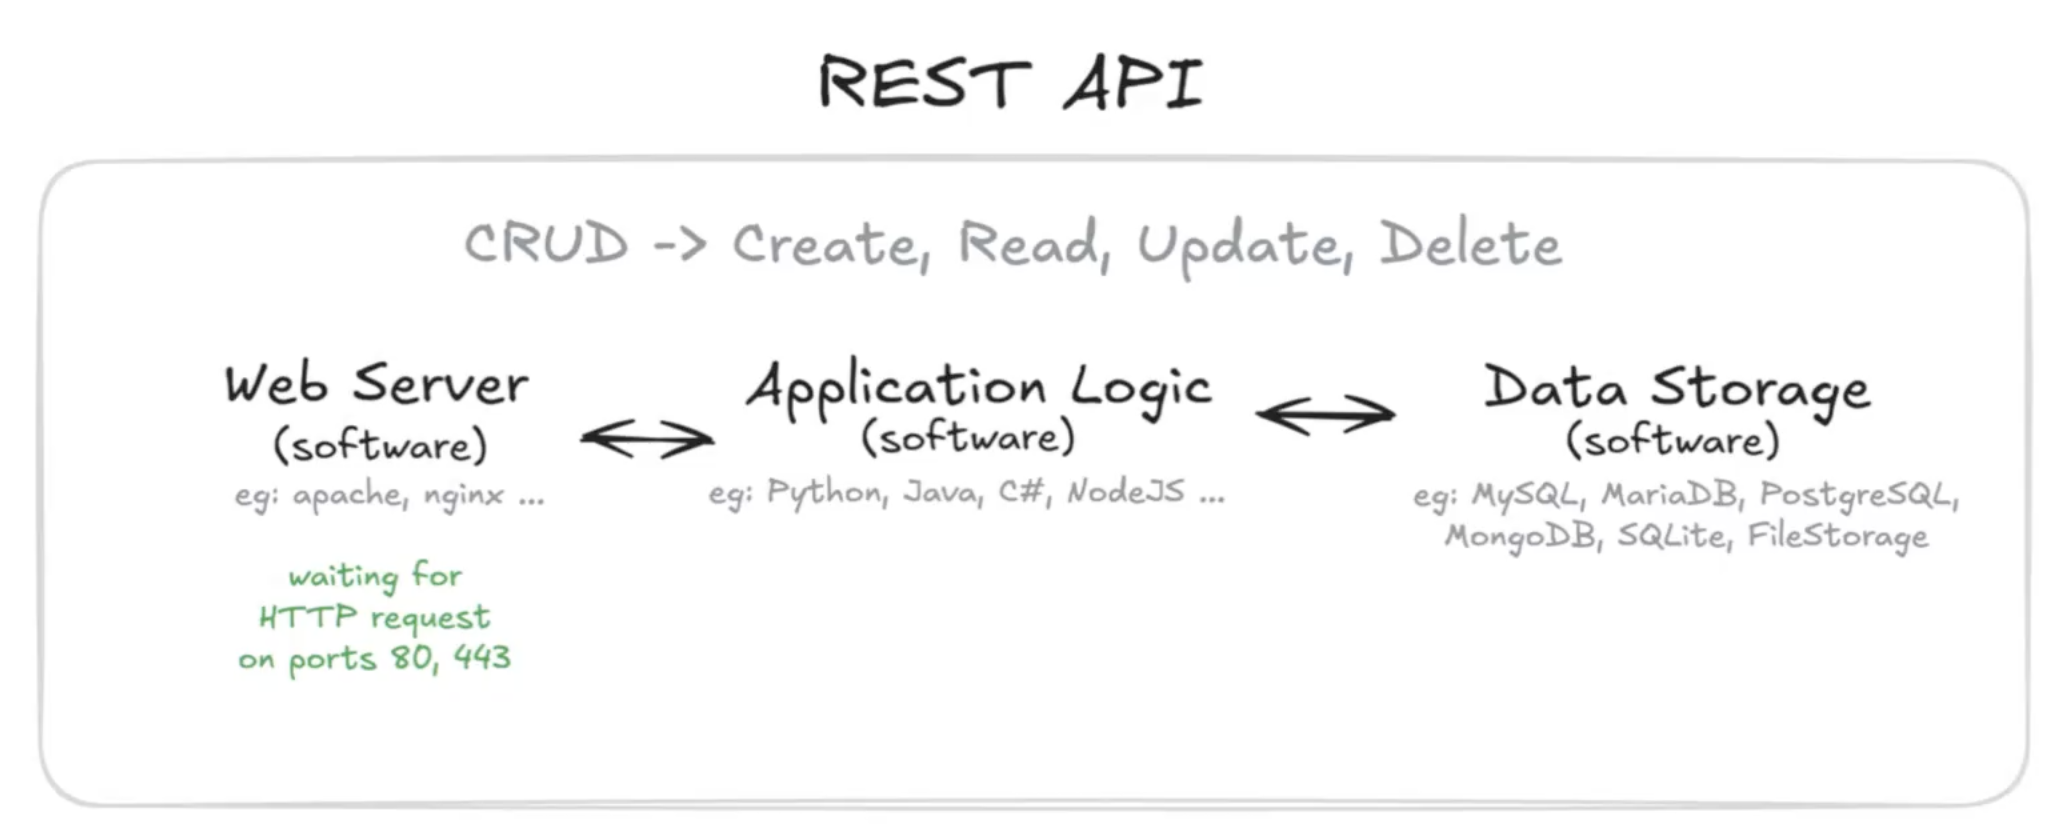 REST API
CRUD -> Create, Read, Update, Delete
Web Server
(software)
eg: apache, nginx ...
waiting for
HTTP request
on ports 80, 443
Application Logic
(software)
eg: Python, Java, C#, NodeJS ...
Data Storage
(software)
eg: MySQL, MariaDB, PostgreSQL,
MongoDB, SQLite, FileStorage